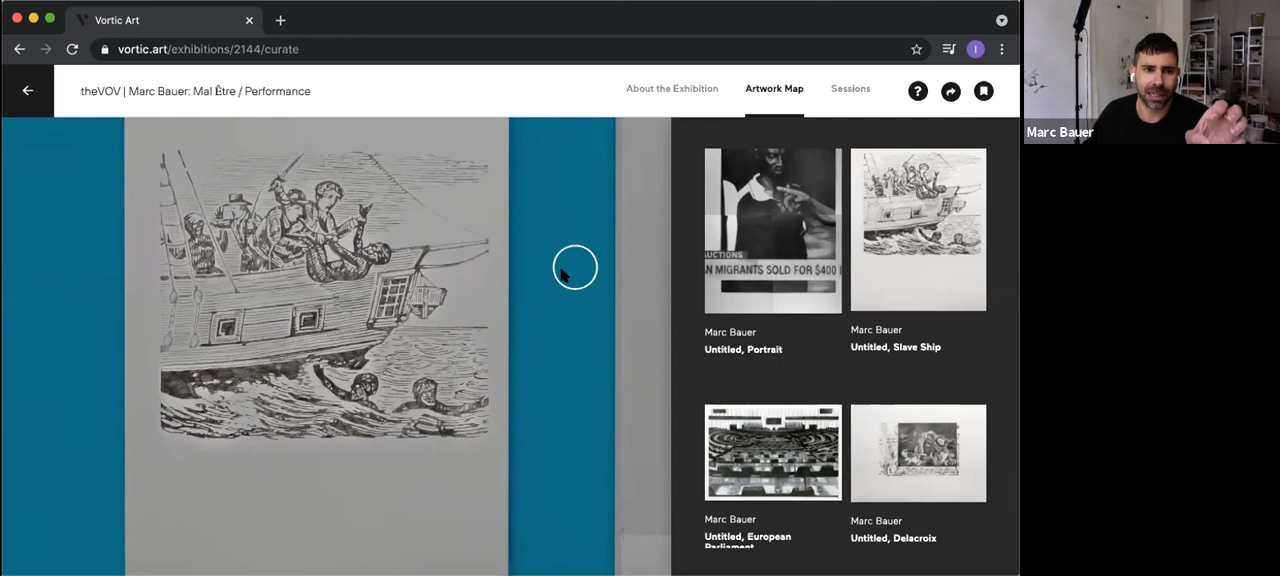 Vortic Art
vortic.art/exhibitions/2144/curate
I
theVOV | Marc Bauer: Mal Être / Performance
About the Exhibition
Artwork Map
Sessions
?
Marc Bauer
UCTIONS
N MIGRANTS SOLD FOR $400
Marc Bauer
Untitled, Portrait
Marc Bauer
Untitled, Slave Ship
Marc Bauer
Untitled, European
Parliament
Marc Bauer
Untitled, Delacroix